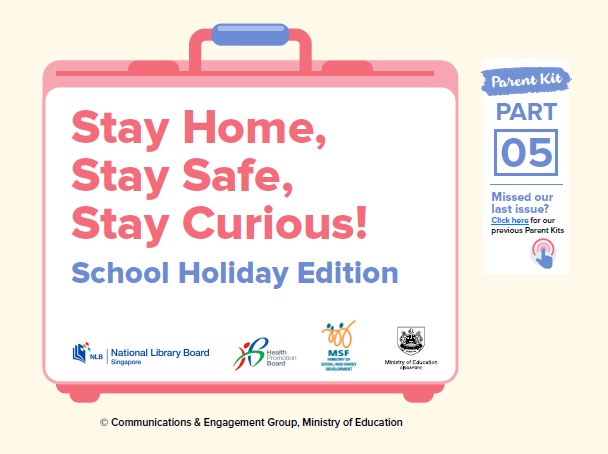 Stay Home,
Stay Safe,
Stay Curious!
School Holiday Edition
NLB
National Library Board
Singapore
Health
Promotion
Board
MSF
MINISTRY OF
SOCIAL AND FAMILY
DEVELOPMENT
Ministry of Education
SINGAPORE
© Communications & Engagement Group, Ministry of Education
Parent Kit
PART
05
Missed our
last issue?
Click here for our
previous Parent Kits